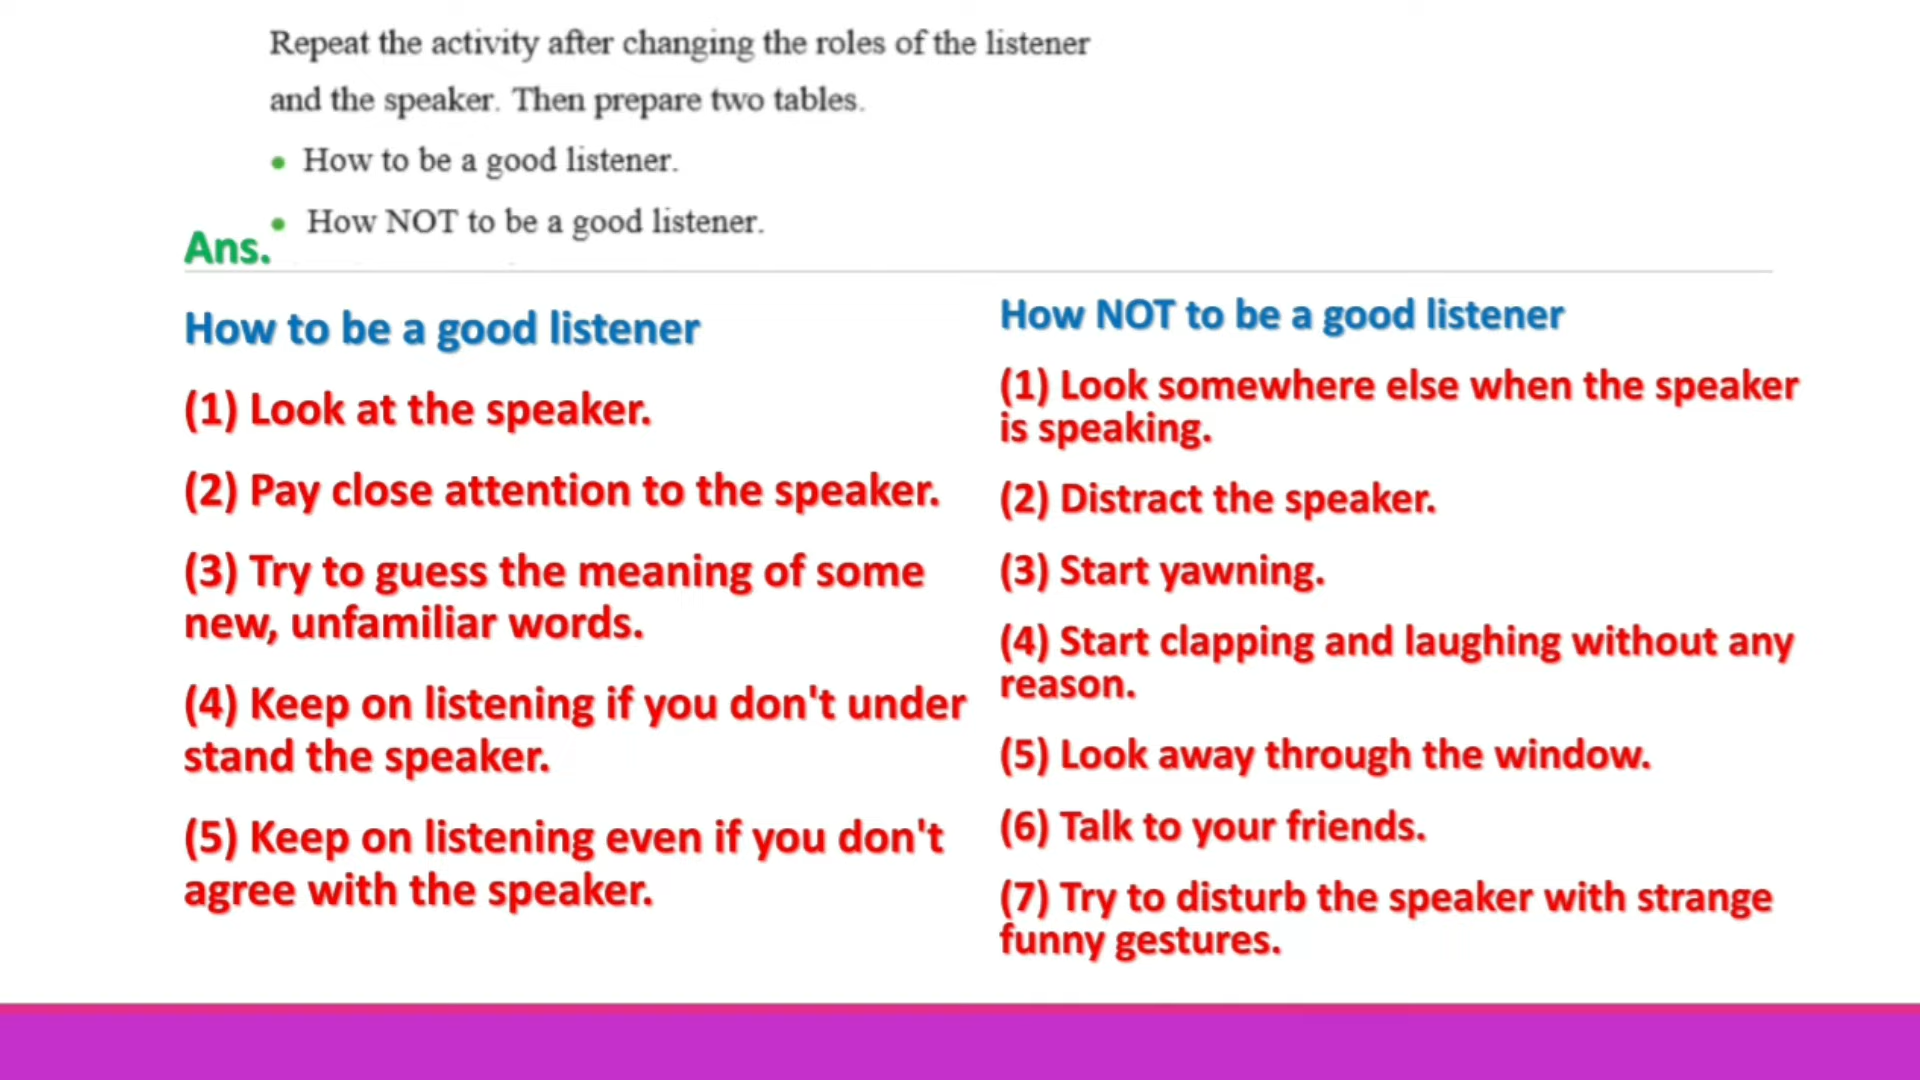 Repeat the activity after changing the roles of the listener
and the speaker. Then prepare two tables.
• How to be a good listener.
• How NOT to be a good listener.
Ans.
How to be a good listener
(1) Look at the speaker.
(2) Pay close attention to the speaker.
(3) Try to guess the meaning of some
new, unfamiliar words.
(4) Keep on listening if you don't under
stand the speaker.
(5) Keep on listening even if you don't
agree with the speaker.
How NOT to be a good listener
(1) Look somewhere else when the speaker
is speaking.
(2) Distract the speaker.
(3) Start yawning.
(4) Start clapping and laughing without any
reason.
(5) Look away through the window.
(6) Talk to your friends.
(7) Try to disturb the speaker with strange
funny gestures.